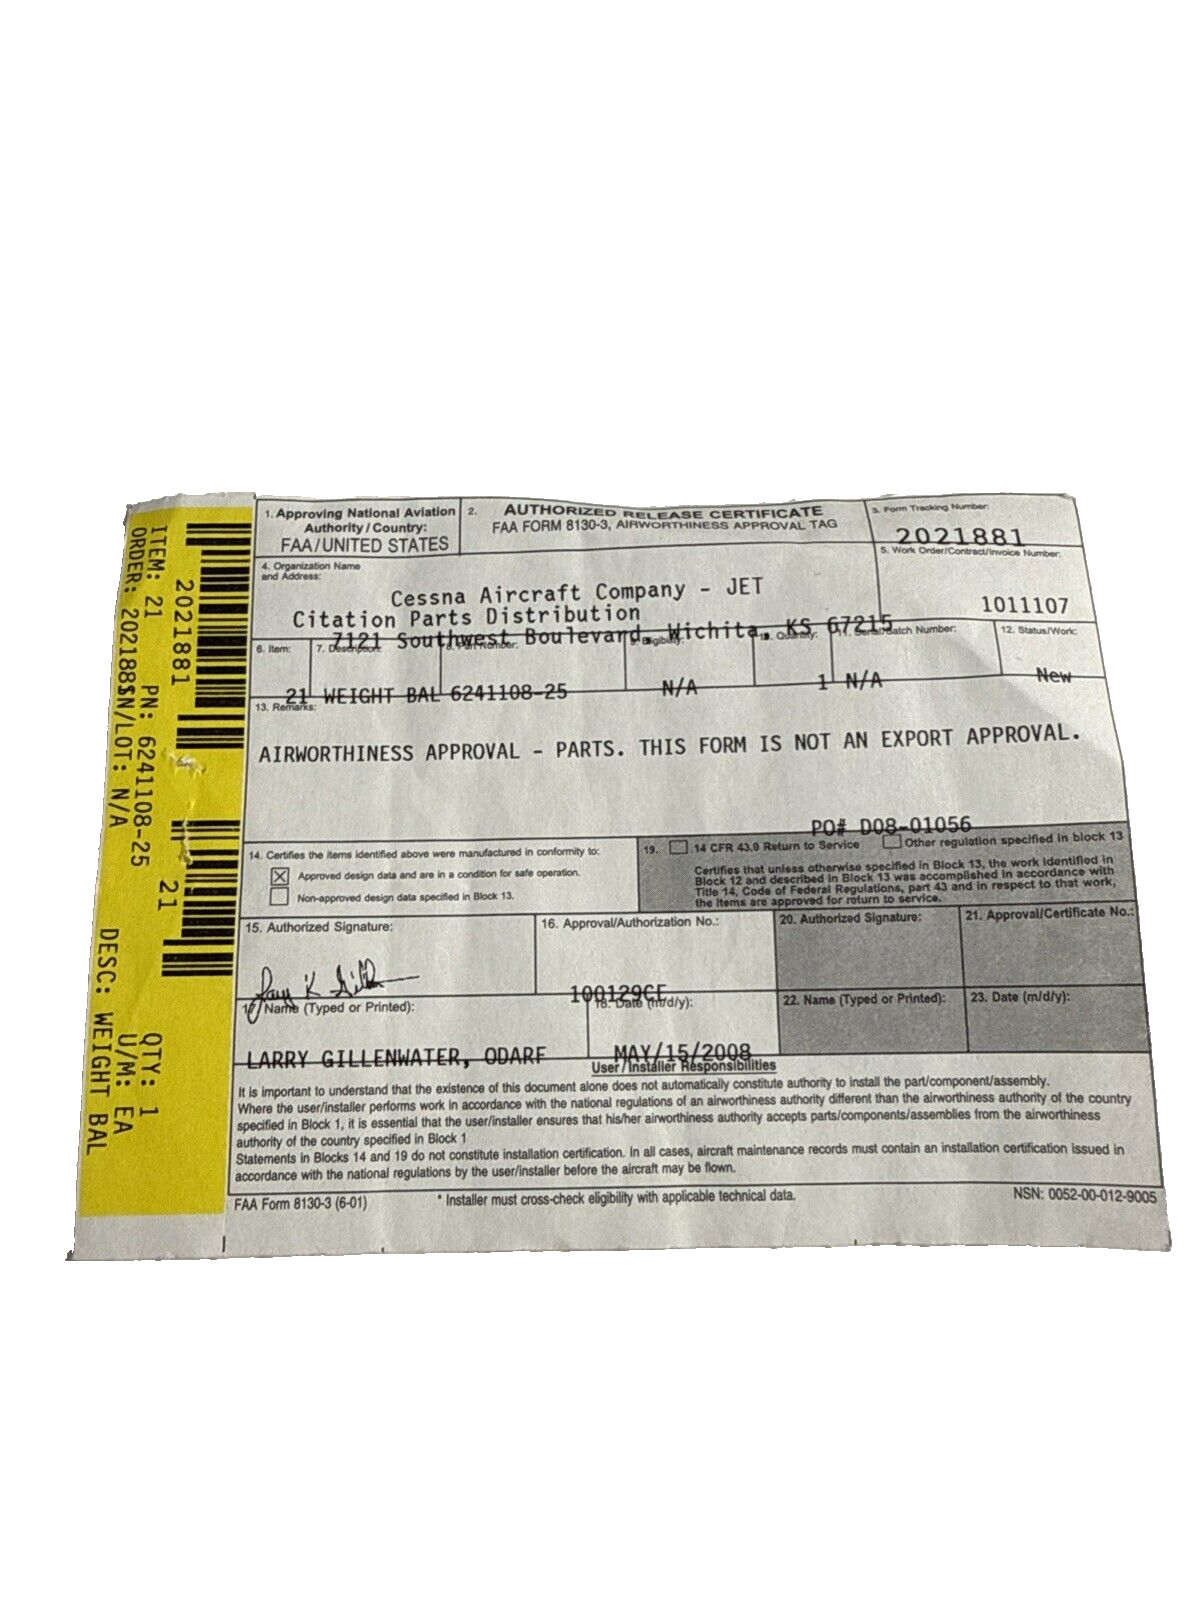 ITEM: 21 PN: 6241108-25 QTY: 1
ORDER: 2021881 SN/LOT: N/A U/M: EA
2021881 21
DESC: WEIGHT BAL
1. Approving National Aviation
Authority / Country:
FAA/UNITED STATES
2. AUTHORIZED RELEASE CERTIFICATE
FAA FORM 8130-3, AIRWORTHINESS APPROVAL TAG
3. Form Tracking Number:
2021881
4. Organization Name
and Address:
Cessna Aircraft Company - JET
Citation Parts Distribution
7121 Southwest Boulevard, Wichita, KS 67215
5. Work Order/Contract/Invoice Number:
1011107
6. Item: 7. Description: 8. Part Number: 9. Eligibility: 10. Quantity: 11. Serial/Batch Number: 12. Status/Work:
21 WEIGHT BAL 6241108-25 N/A 1 N/A New
13. Remarks:
AIRWORTHINESS APPROVAL - PARTS. THIS FORM IS NOT AN EXPORT APPROVAL.
PO# D08-01056
14. Certifies the items identified above were manufactured in conformity to:
Approved design data and are in a condition for safe operation.
Non-approved design data specified in Block 13.
19. 14 CFR 43.9 Return to Service Other regulation specified in block 13
Certifies that unless otherwise specified in Block 13, the work identified in
Block 12 and described in Block 13 was accomplished in accordance with
Title 14, Code of Federal Regulations, part 43 and in respect to that work,
the items are approved for return to service.
15. Authorized Signature:
16. Approval/Authorization No.:
100129CE
20. Authorized Signature:
21. Approval/Certificate No.:
17. Name (Typed or Printed):
LARRY GILLENWATER, ODARF
18. Date (m/d/y):
MAY/15/2008
22. Name (Typed or Printed):
23. Date (m/d/y):
User / Installer Responsibilities
It is important to understand that the existence of this document alone does not automatically constitute authority to install the part/component/assembly.
Where the user/installer performs work in accordance with the national regulations of an airworthiness authority different than the airworthiness authority of the country
specified in Block 1, it is essential that the user/installer ensures that his/her airworthiness authority accepts parts/components/assemblies from the airworthiness
authority of the country specified in Block 1
Statements in Blocks 14 and 19 do not constitute installation certification. In all cases, aircraft maintenance records must contain an installation certification issued in
accordance with the national regulations by the user/installer before the aircraft may be flown.
FAA Form 8130-3 (6-01) * Installer must cross-check eligibility with applicable technical data. NSN: 0052-00-012-9005